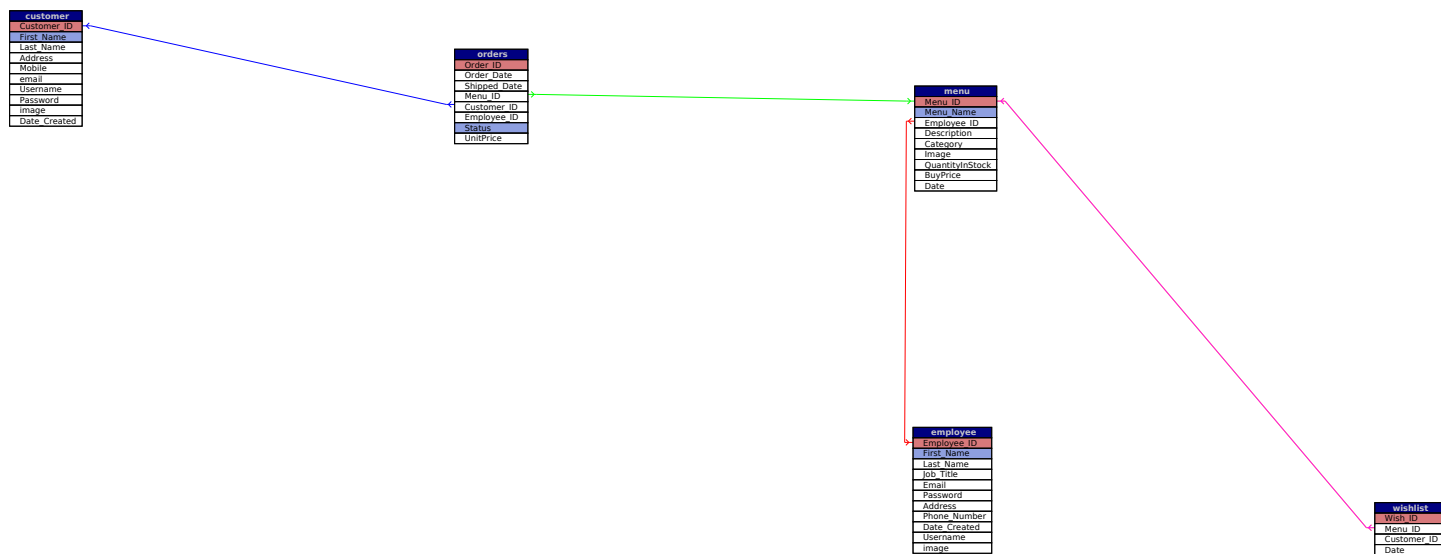 customer
Customer_ID
First_Name
Last_Name
Address
Mobile
email
Username
Password
image
Date_Created
orders
Order_ID
Order_Date
Shipped_Date
Menu_ID
Customer_ID
Employee_ID
Status
UnitPrice
menu
Menu_ID
Menu_Name
Employee_ID
Description
Category
Image
QuantityInStock
BuyPrice
Date
employee
Employee_ID
First_Name
Last_Name
Job_Title
Email
Password
Address
Phone_Number
Date_Created
Username
image
wishlist
Wish_ID
Menu_ID
Customer_ID
Date